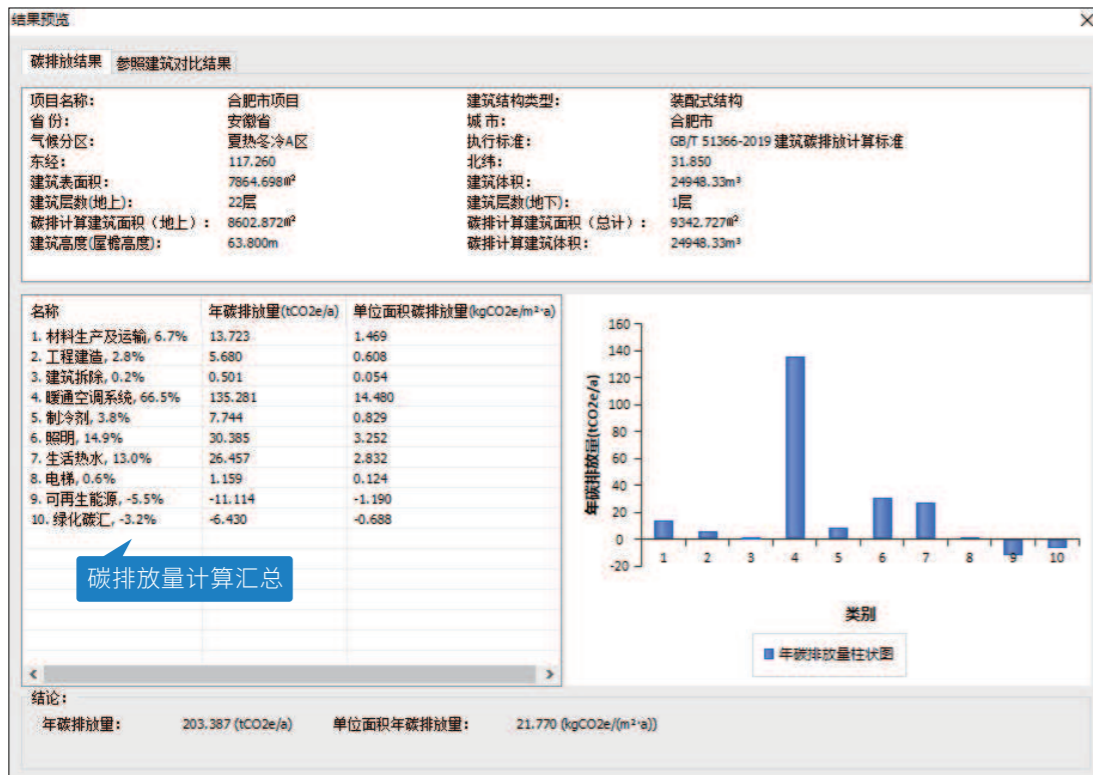 结果预览
碳排放结果 参照建筑对比结果
项目名称： 合肥市项目 建筑结构类型： 装配式结构
省 份： 安徽省 城 市： 合肥市
气候分区： 夏热冬冷A区 执行标准： GB/T 51366-2019 建筑碳排放计算标准
东经： 117.260 北纬： 31.850
建筑表面积： 7864.698m² 建筑体积： 24948.33m³
建筑层数(地上)： 22层 建筑层数(地下)： 1层
碳排计算建筑面积（地上）： 8602.872m² 碳排计算建筑面积（总计）： 9342.727m²
建筑高度(屋檐高度)： 63.800m 碳排计算建筑体积： 24948.33m³
名称 年碳排放量(tCO2e/a) 单位面积碳排放量(kgCO2e/m²·a)
1. 材料生产及运输, 6.7% 13.723 1.469
2. 工程建造, 2.8% 5.680 0.608
3. 建筑拆除, 0.2% 0.501 0.054
4. 暖通空调系统, 66.5% 135.281 14.480
5. 制冷剂, 3.8% 7.744 0.829
6. 照明, 14.9% 30.385 3.252
7. 生活热水, 13.0% 26.457 2.832
8. 电梯, 0.6% 1.159 0.124
9. 可再生能源, -5.5% -11.114 -1.190
10. 绿化碳汇, -3.2% -6.430 -0.688
碳排放量计算汇总
年碳排放量(tCO2e/a)
160
140
120
100
80
60
40
20
0
-20
1 2 3 4 5 6 7 8 9 10
类别
年碳排放量柱状图
结论：
年碳排放量： 203.387 (tCO2e/a) 单位面积年碳排放量： 21.770 (kgCO2e/(m²·a))